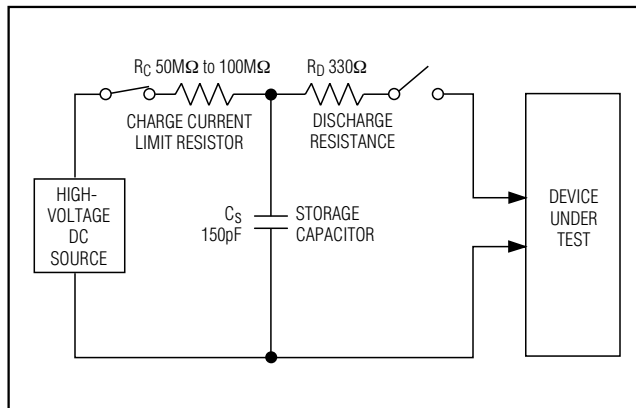 R_C 50MΩ to 100MΩ
CHARGE CURRENT
LIMIT RESISTOR
R_D 330Ω
DISCHARGE
RESISTANCE
HIGH-
VOLTAGE
DC
SOURCE
C_S
150pF
STORAGE
CAPACITOR
DEVICE
UNDER
TEST